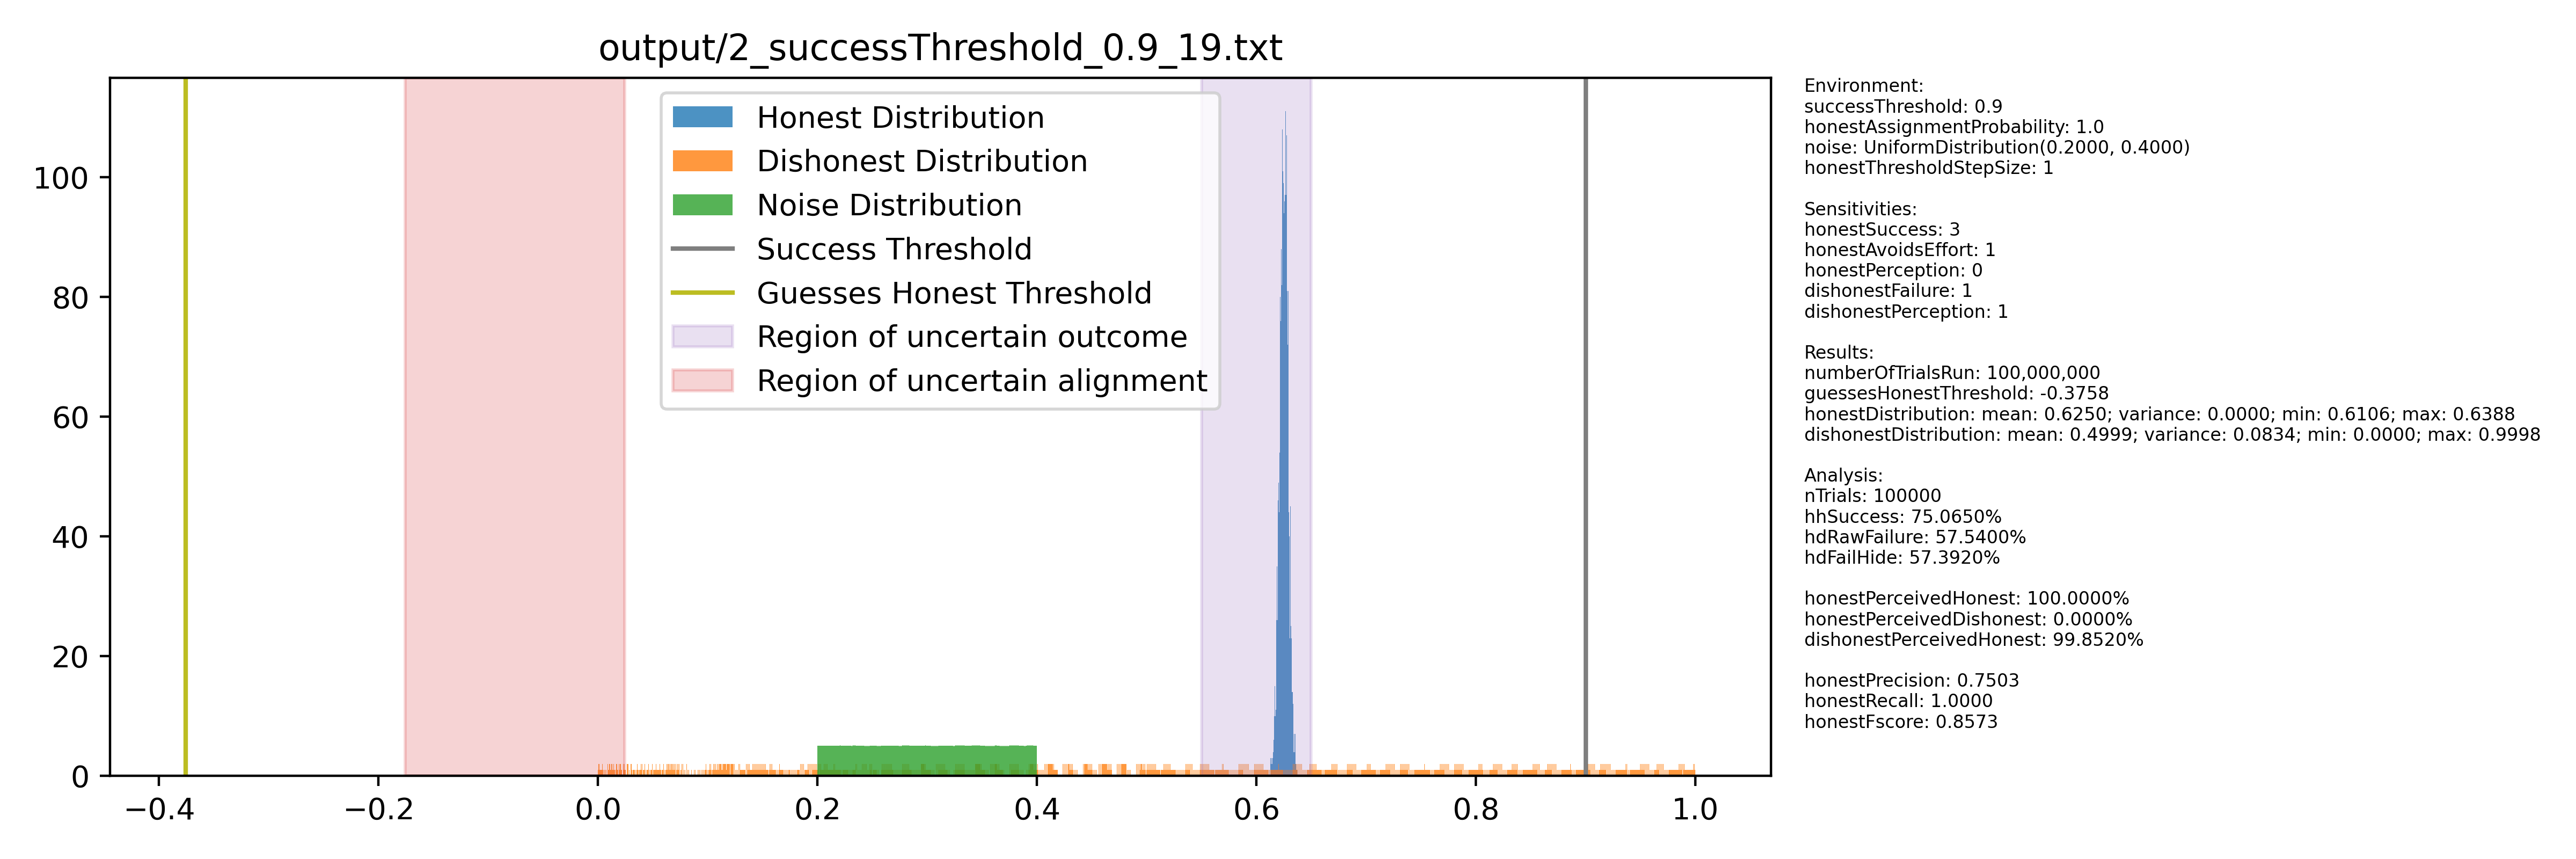 output/2_successThreshold_0.9_19.txt
Honest Distribution
Dishonest Distribution
Noise Distribution
Success Threshold
Guesses Honest Threshold
Region of uncertain outcome
Region of uncertain alignment
100
80
60
40
20
0
−0.4 −0.2 0.0 0.2 0.4 0.6 0.8 1.0
Environment:
successThreshold: 0.9
honestAssignmentProbability: 1.0
noise: UniformDistribution(0.2000, 0.4000)
honestThresholdStepSize: 1
Sensitivities:
honestSuccess: 3
honestAvoidsEffort: 1
honestPerception: 0
dishonestFailure: 1
dishonestPerception: 1
Results:
numberOfTrialsRun: 100,000,000
guessesHonestThreshold: -0.3758
honestDistribution: mean: 0.6250; variance: 0.0000; min: 0.6106; max: 0.6388
dishonestDistribution: mean: 0.4999; variance: 0.0834; min: 0.0000; max: 0.9998
Analysis:
nTrials: 100000
hhSuccess: 75.0650%
hdRawFailure: 57.5400%
hdFailHide: 57.3920%
honestPerceivedHonest: 100.0000%
honestPerceivedDishonest: 0.0000%
dishonestPerceivedHonest: 99.8520%
honestPrecision: 0.7503
honestRecall: 1.0000
honestFscore: 0.8573